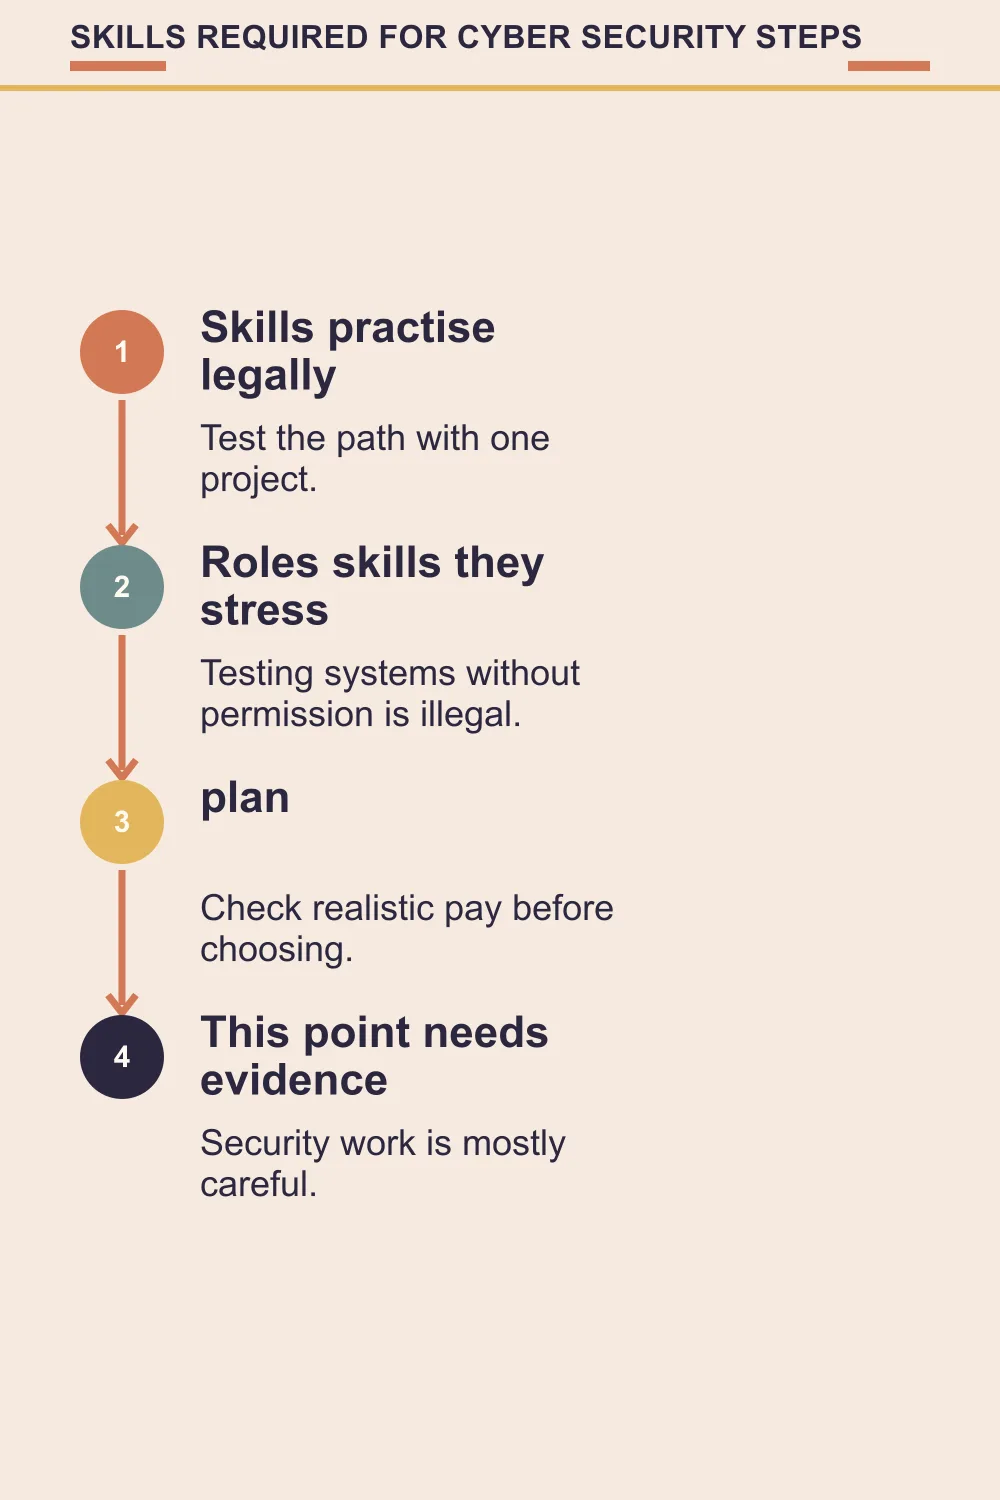 SKILLS REQUIRED FOR CYBER SECURITY STEPS
1
Skills practise
legally
Test the path with one
project.
2
Roles skills they
stress
Testing systems without
permission is illegal.
3
plan
Check realistic pay before
choosing.
4
This point needs
evidence
Security work is mostly
careful.